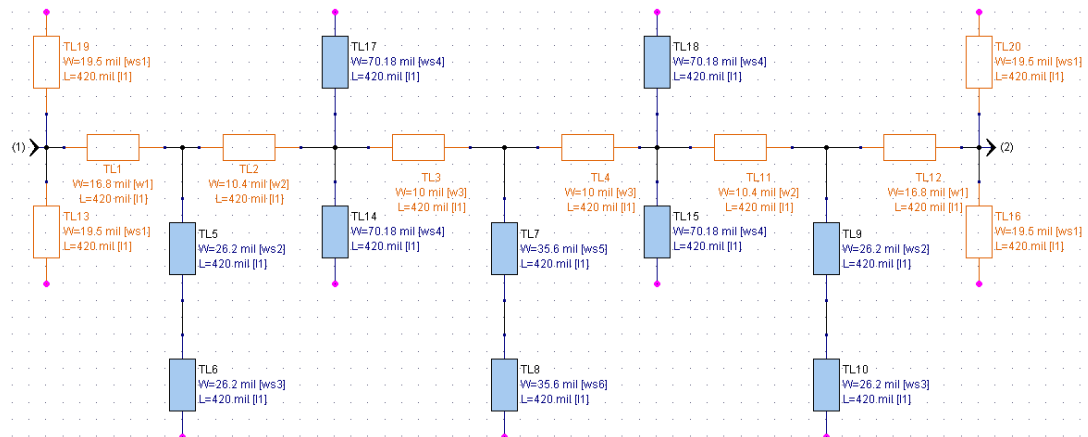 TL19
W=19.5 mil [ws1]
L=420 mil [l1]
TL17
W=70.18 mil [ws4]
L=420 mil [l1]
TL18
W=70.18 mil [ws4]
L=420 mil [l1]
TL20
W=19.5 mil [ws1]
L=420 mil [l1]
(1)
(2)
TL1
W=16.8 mil [w1]
L=420 mil [l1]
TL2
W=10.4 mil [w2]
L=420 mil [l1]
TL3
W=10 mil [w3]
L=420 mil [l1]
TL4
W=10 mil [w3]
L=420 mil [l1]
TL11
W=10.4 mil [w2]
L=420 mil [l1]
TL12
W=16.8 mil [w1]
L=420 mil [l1]
TL13
W=19.5 mil [ws1]
L=420 mil [l1]
TL5
W=26.2 mil [ws2]
L=420 mil [l1]
TL14
W=70.18 mil [ws4]
L=420 mil [l1]
TL7
W=35.6 mil [ws5]
L=420 mil [l1]
TL15
W=70.18 mil [ws4]
L=420 mil [l1]
TL9
W=26.2 mil [ws2]
L=420 mil [l1]
TL16
W=19.5 mil [ws1]
L=420 mil [l1]
TL6
W=26.2 mil [ws3]
L=420 mil [l1]
TL8
W=35.6 mil [ws6]
L=420 mil [l1]
TL10
W=26.2 mil [ws3]
L=420 mil [l1]